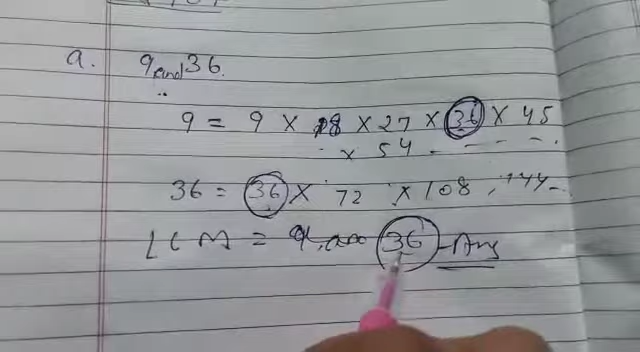 a. 9 and 36.
9 = 9 × 18 × 27 × 36 × 45
× 54 - - - - .
36 = 36 × 72 × 108, 144 -
LCM = 36 Ans